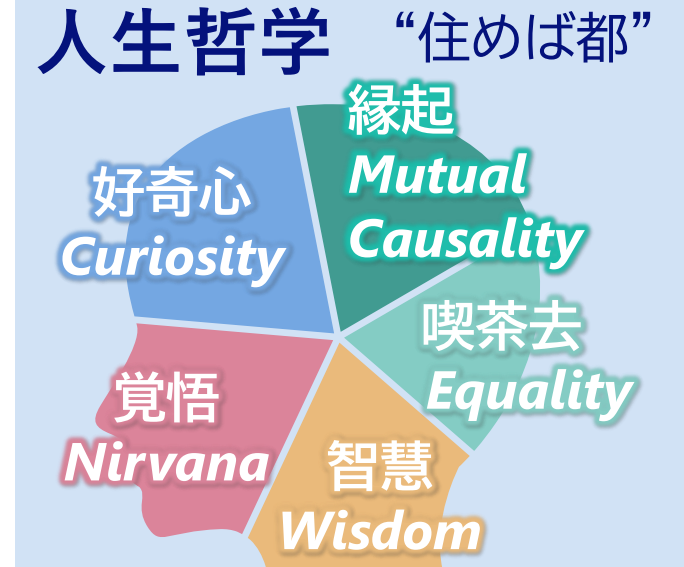 人生哲学 “住めば都”
縁起
Mutual
Causality
好奇心
Curiosity
喫茶去
Equality
覚悟
Nirvana
智慧
Wisdom